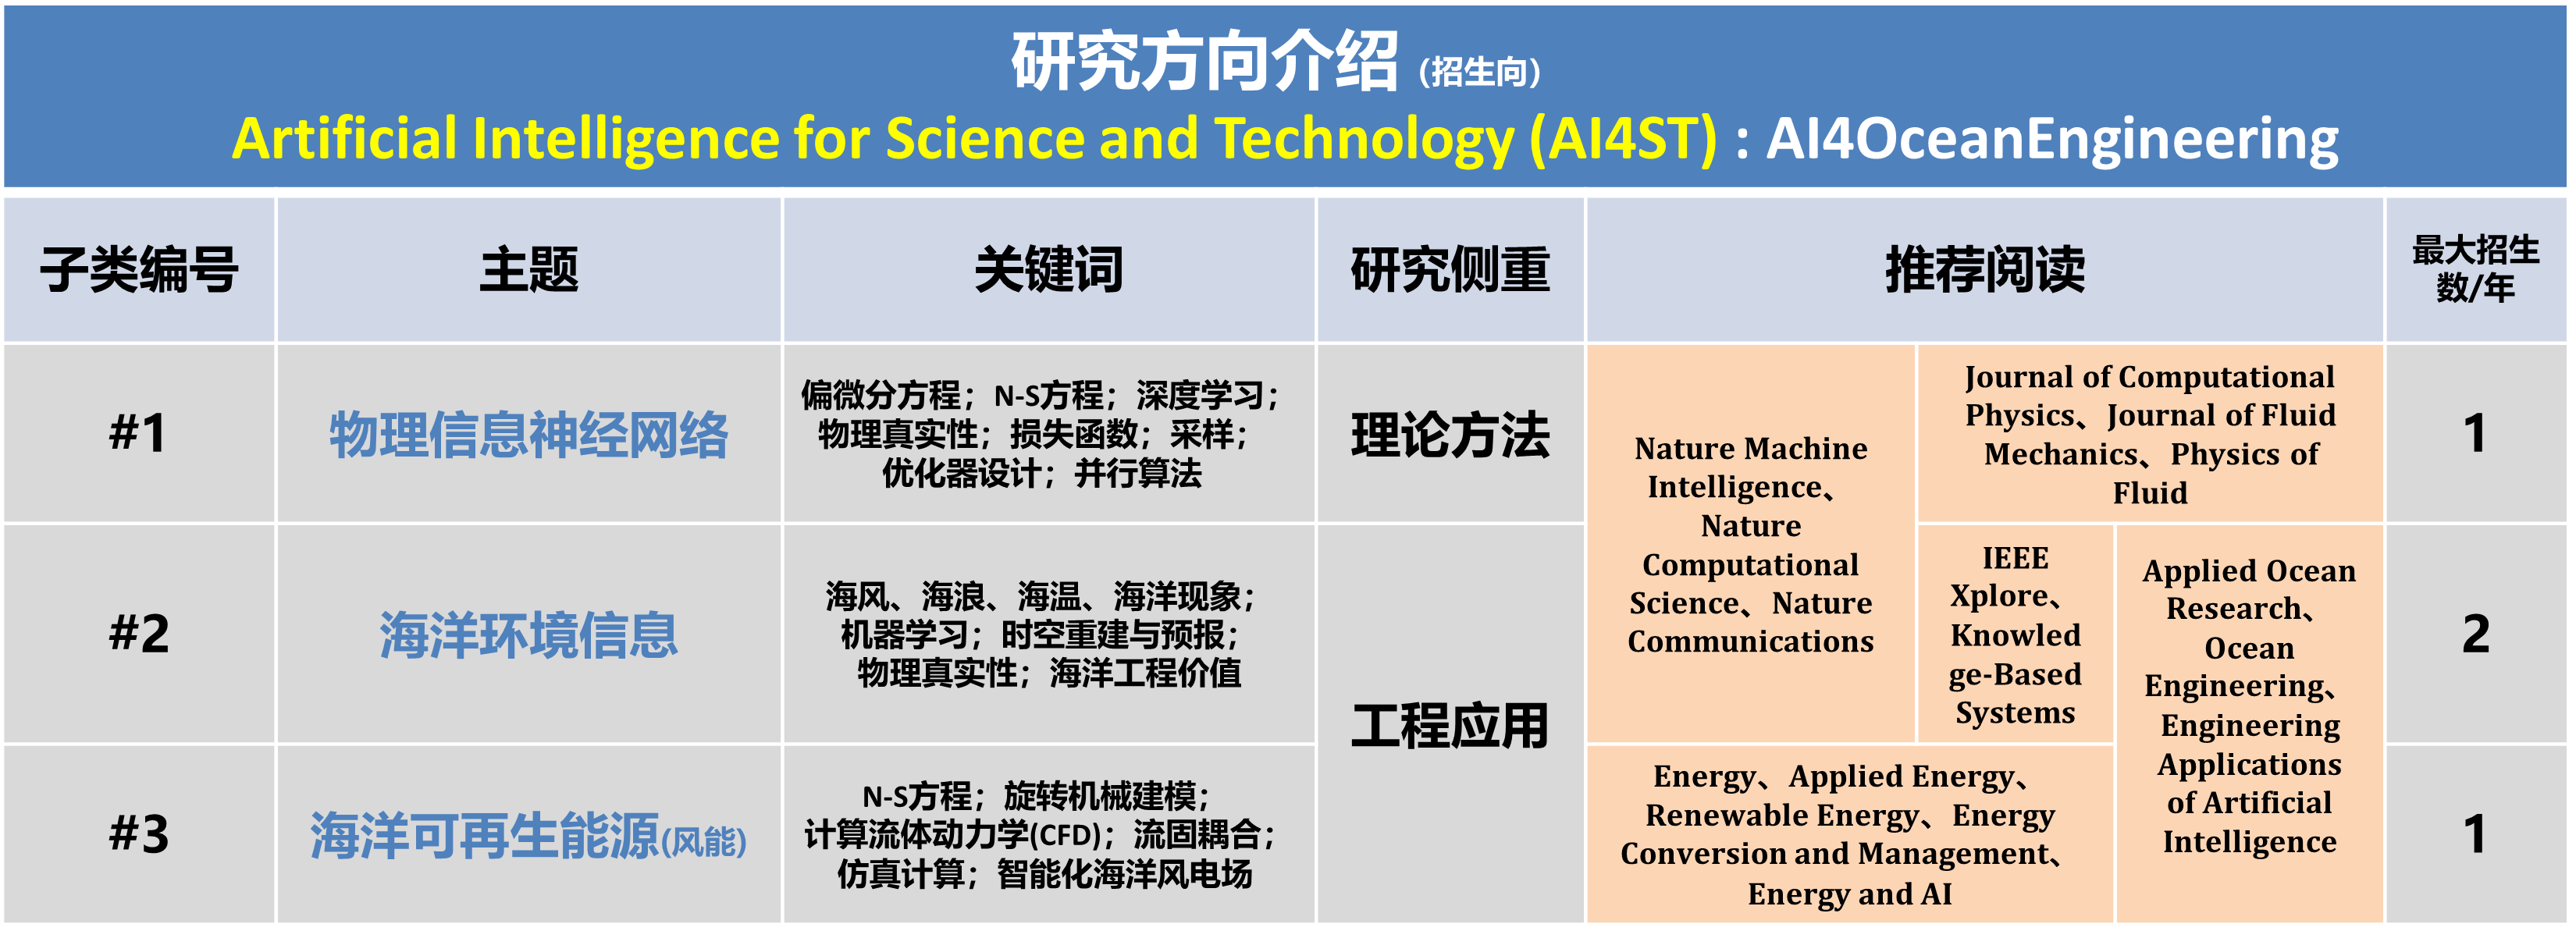 研究方向介绍 (招生向)
Artificial Intelligence for Science and Technology (AI4ST) : AI4OceanEngineering
子类编号
主题
关键词
研究侧重
推荐阅读
最大招生
数/年
#1
物理信息神经网络
偏微分方程；N-S方程；深度学习；
物理真实性；损失函数；采样；
优化器设计；并行算法
理论方法
Nature Machine
Intelligence、
Nature
Computational
Science、Nature
Communications
Journal of Computational
Physics、Journal of Fluid
Mechanics、Physics of
Fluid
1
#2
海洋环境信息
海风、海浪、海温、海洋现象；
机器学习；时空重建与预报；
物理真实性；海洋工程价值
工程应用
IEEE
Xplore、
Knowled
ge-Based
Systems
Applied Ocean
Research、
Ocean
Engineering、
Engineering
Applications
of Artificial
Intelligence
2
#3
海洋可再生能源(风能)
N-S方程；旋转机械建模；
计算流体动力学(CFD)；流固耦合；
仿真计算；智能化海洋风电场
Energy、Applied Energy、
Renewable Energy、Energy
Conversion and Management、
Energy and AI
1